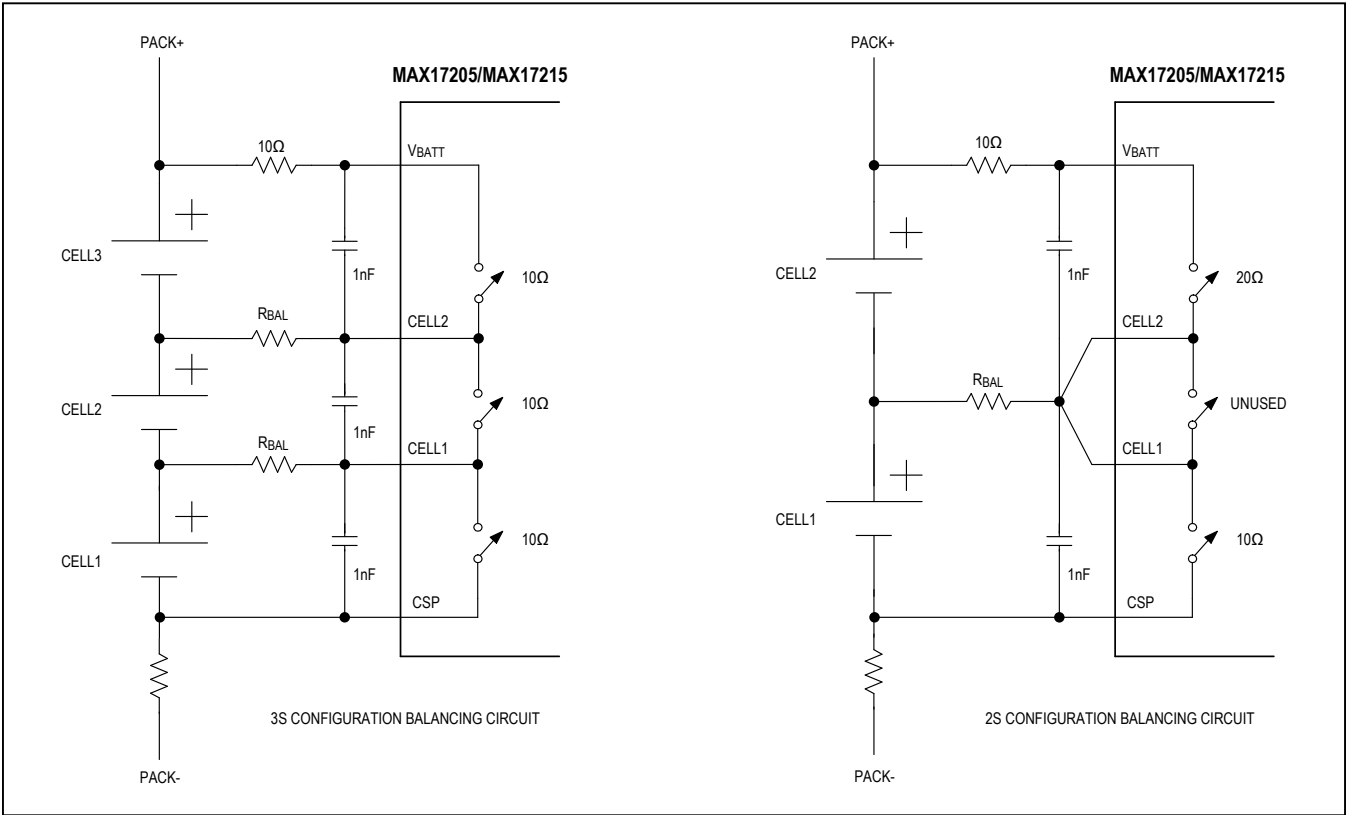 PACK+
MAX17205/MAX17215
10Ω
VBATT
CELL3
1nF
10Ω
RBAL
CELL2
CELL2
1nF
10Ω
RBAL
CELL1
CELL1
1nF
10Ω
CSP
3S CONFIGURATION BALANCING CIRCUIT
PACK-
PACK+
MAX17205/MAX17215
10Ω
VBATT
CELL2
1nF
20Ω
CELL2
RBAL
UNUSED
CELL1
CELL1
1nF
10Ω
CSP
2S CONFIGURATION BALANCING CIRCUIT
PACK-